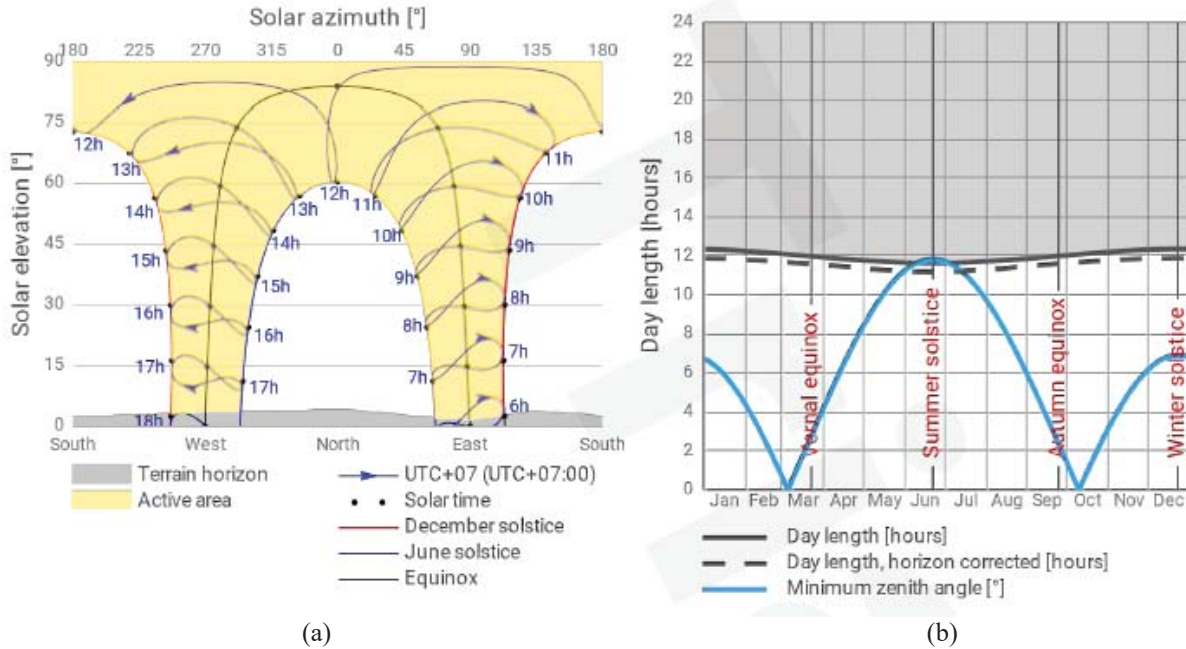 Solar azimuth [°]
180 225 270 315 0 45 90 135 180
Solar elevation [°]
90
75
60
45
30
15
0
12h
13h
14h
15h
16h
17h
18h
13h
14h
15h
16h
17h
12h
11h
10h
9h
8h
7h
11h
10h
9h
8h
7h
6h
South West North East South
Terrain horizon
Active area
UTC+07 (UTC+07:00)
Solar time
December solstice
June solstice
Equinox
(a)
Day length [hours]
24
22
20
18
16
14
12
10
8
6
4
2
0
Vernal equinox
Summer solstice
Autumn equinox
Winter solstice
Jan Feb Mar Apr May Jun Jul Aug Sep Oct Nov Dec
Day length [hours]
Day length, horizon corrected [hours]
Minimum zenith angle [°]
(b)